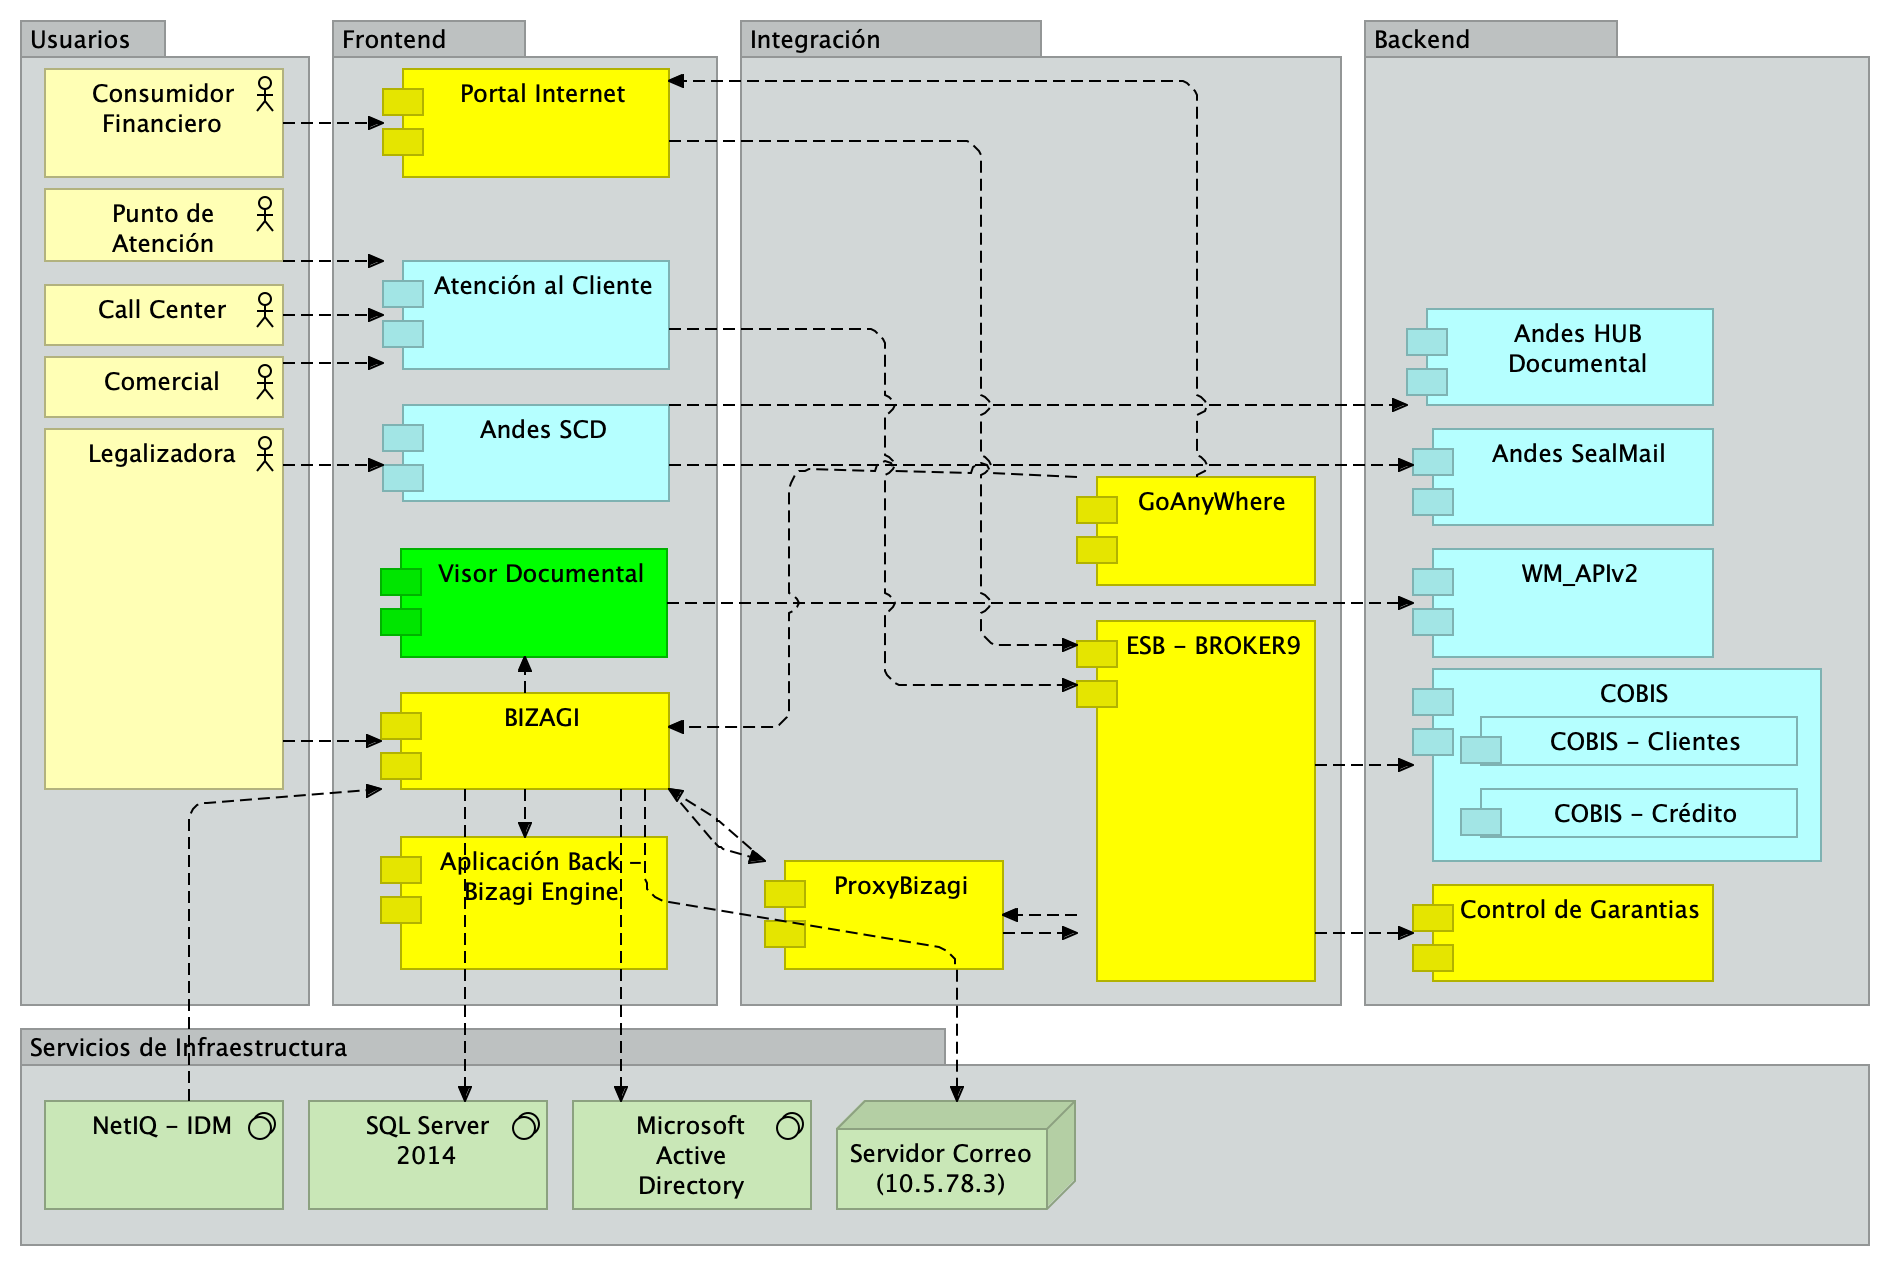 Usuarios
Consumidor
Financiero
Punto de
Atención
Call Center
Comercial
Legalizadora
Frontend
Portal Internet
Atención al Cliente
Andes SCD
Visor Documental
BIZAGI
Aplicación Back -
Bizagi Engine
Integración
GoAnyWhere
ESB - BROKER9
ProxyBizagi
Backend
Andes HUB
Documental
Andes SealMail
WM_APIv2
COBIS
COBIS - Clientes
COBIS - Crédito
Control de Garantias
Servicios de Infraestructura
NetIQ - IDM
SQL Server
2014
Microsoft
Active
Directory
Servidor Correo
(10.5.78.3)